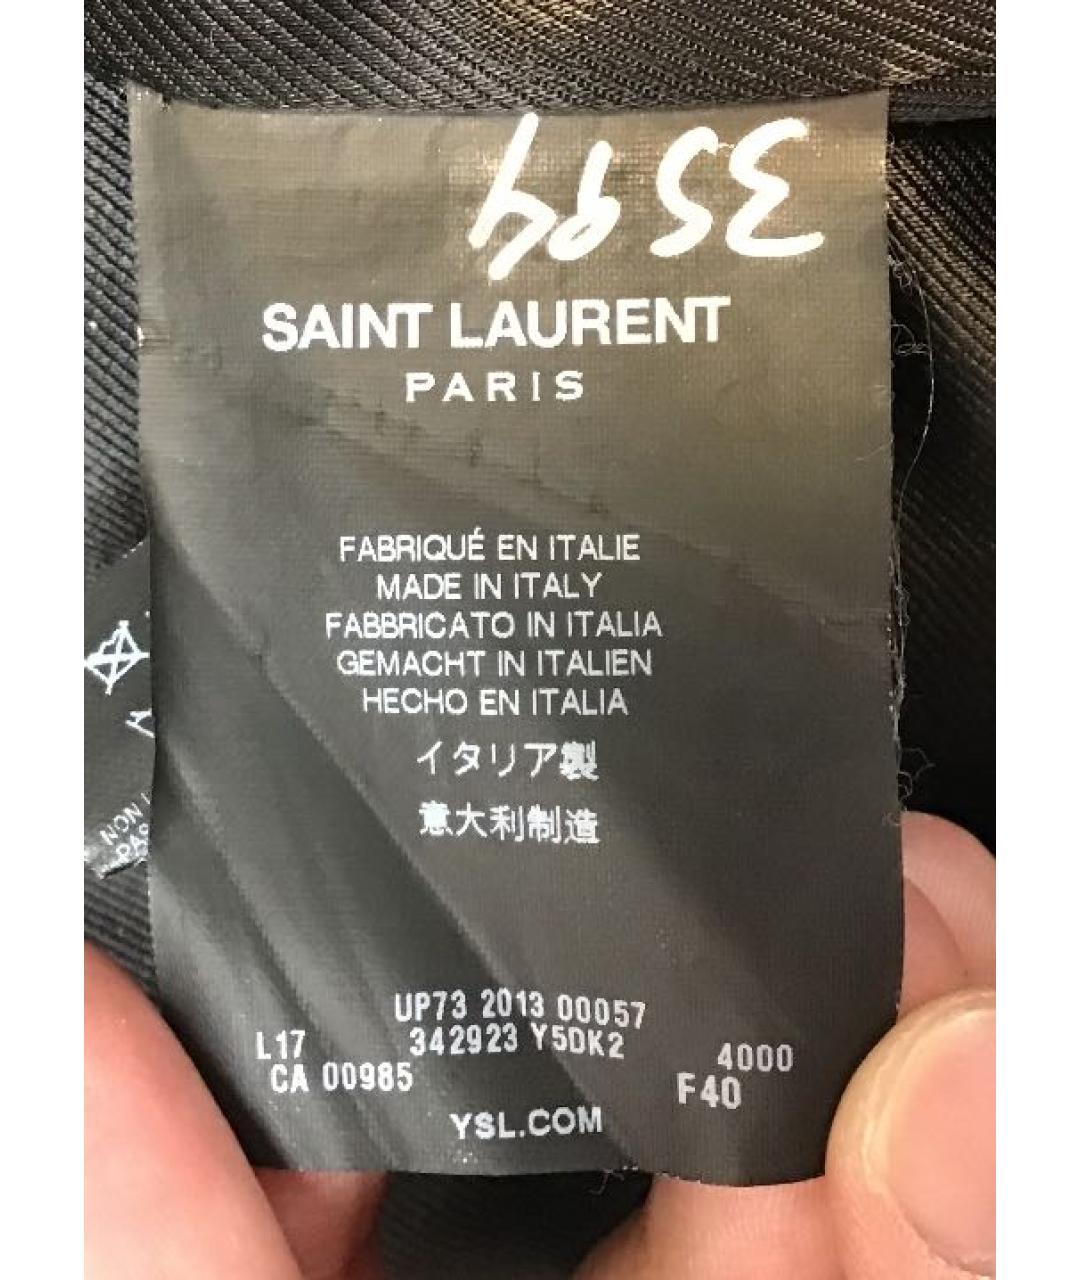 SAINT LAURENT
PARIS
FABRIQUÉ EN ITALIE
MADE IN ITALY
FABBRICATO IN ITALIA
GEMACHT IN ITALIEN
HECHO EN ITALIA
イタリア製
意大利制造
UP73 2013 00057
L17 342923 Y5DK2 4000
CA 00985 F40
YSL.COM
NON